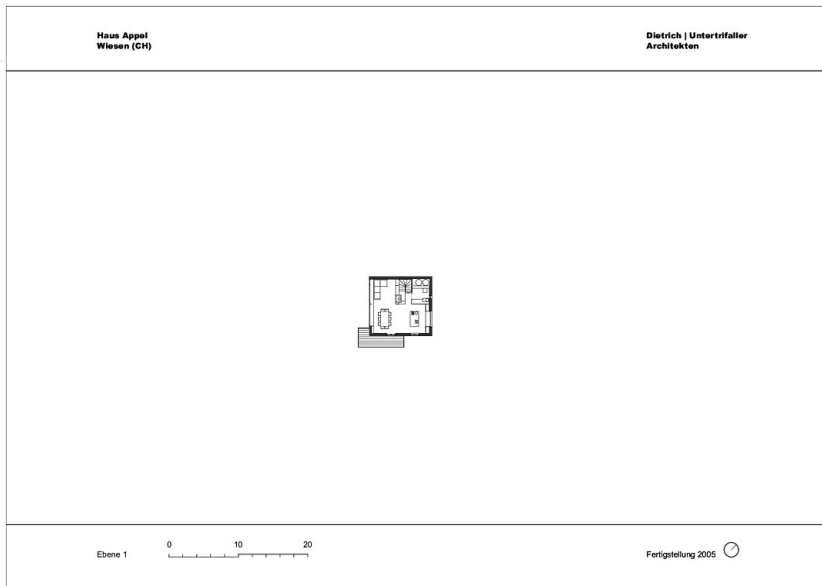 Haus Appel
Wiesen (CH)
Dietrich | Untertrifaller
Architekten
Ebene 1
0 10 20
Fertigstellung 2005